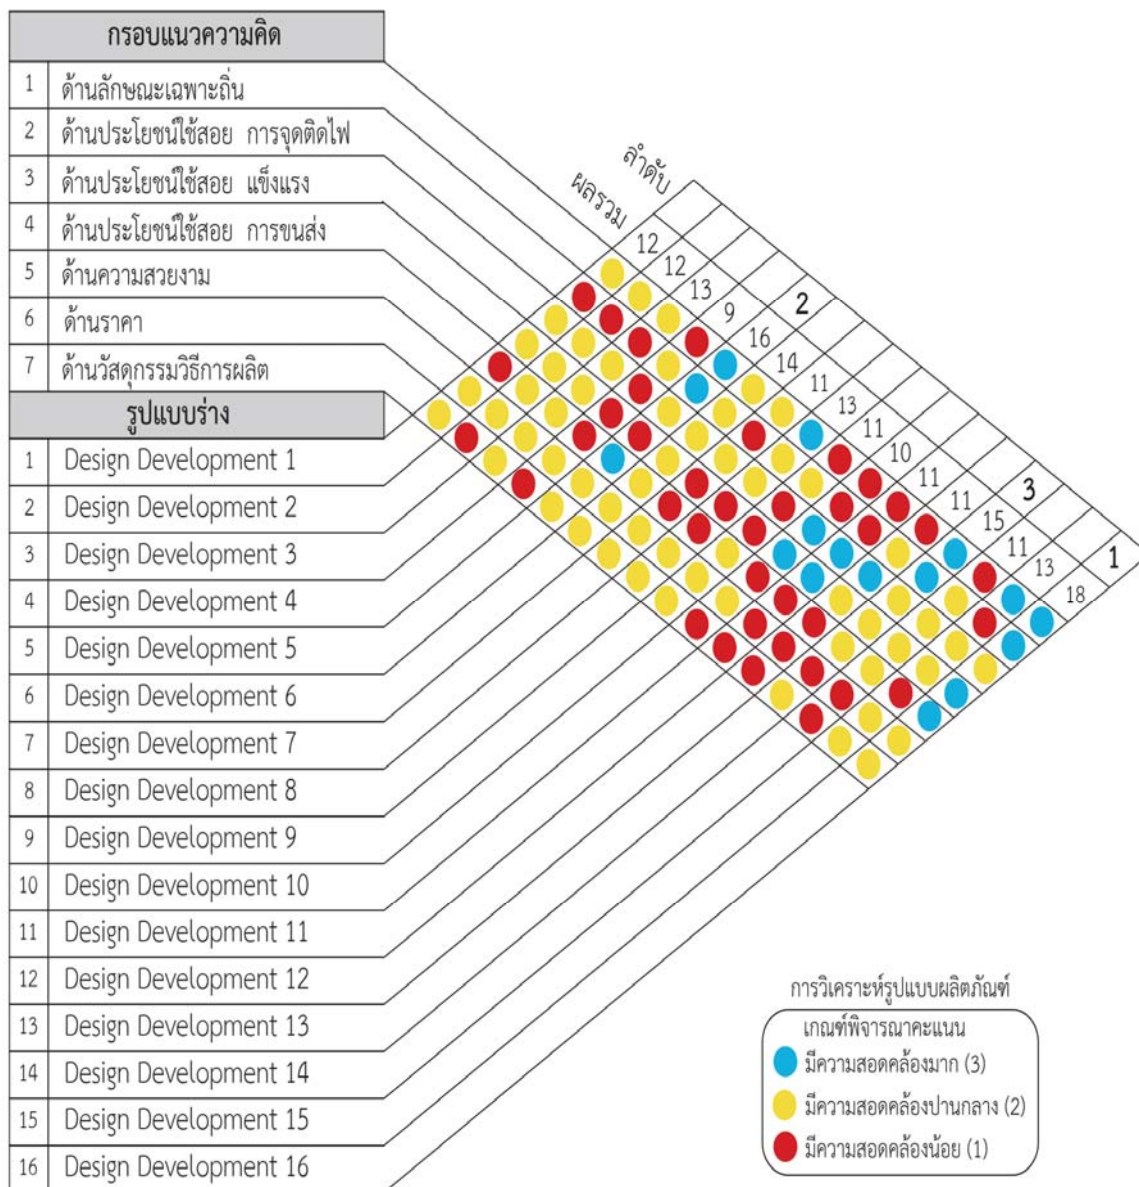 กรอบแนวความคิด
1 ด้านลักษณะเฉพาะถิ่น
2 ด้านประโยชน์ใช้สอย การจุดติดไฟ
3 ด้านประโยชน์ใช้สอย แข็งแรง
4 ด้านประโยชน์ใช้สอย การขนส่ง
5 ด้านความสวยงาม
6 ด้านราคา
7 ด้านวัสดุกรรมวิธีการผลิต
รูปแบบร่าง
1 Design Development 1
2 Design Development 2
3 Design Development 3
4 Design Development 4
5 Design Development 5
6 Design Development 6
7 Design Development 7
8 Design Development 8
9 Design Development 9
10 Design Development 10
11 Design Development 11
12 Design Development 12
13 Design Development 13
14 Design Development 14
15 Design Development 15
16 Design Development 16
ลำดับ
2
3
1
ผลรวม
12
12
13
9
16
14
11
13
11
10
11
11
15
11
13
18
การวิเคราะห์รูปแบบผลิตภัณฑ์
เกณฑ์พิจารณาคะแนน
มีความสอดคล้องมาก (3)
มีความสอดคล้องปานกลาง (2)
มีความสอดคล้องน้อย (1)